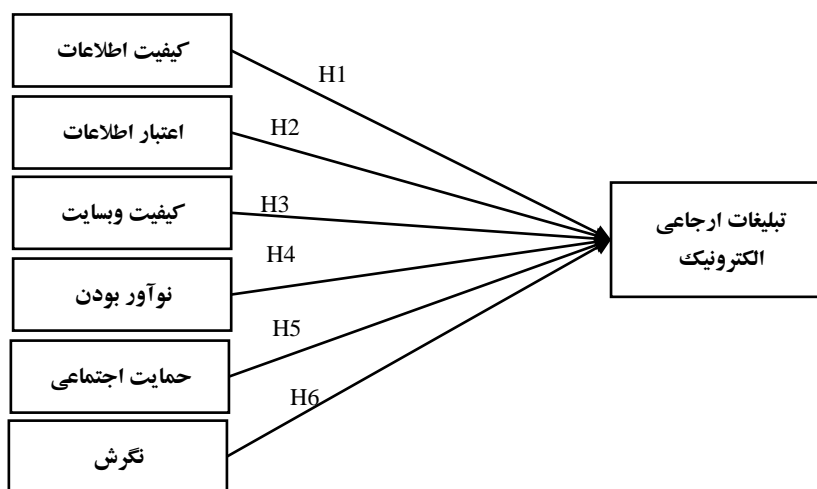 کیفیت اطلاعات
H1
اعتبار اطلاعات
H2
کیفیت وبسایت
H3
تبلیغات ارجاعی
الکترونیک
نوآور بودن
H4
حمایت اجتماعی
H5
نگرش
H6